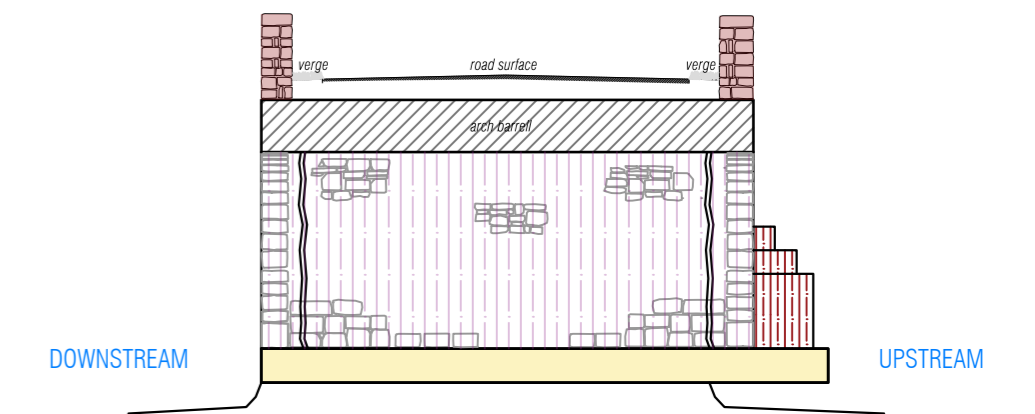 verge road surface verge
arch barrell
DOWNSTREAM UPSTREAM